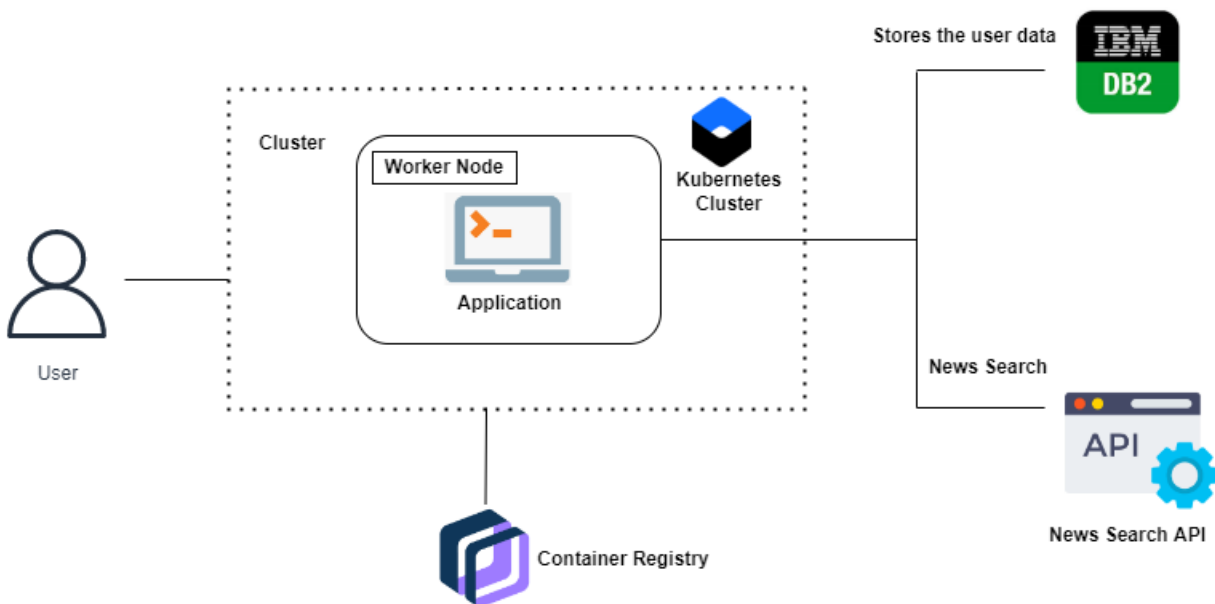 Stores the user data
IBM
DB2
Cluster
Worker Node
Kubernetes
Cluster
Application
User
News Search
API
News Search API
Container Registry